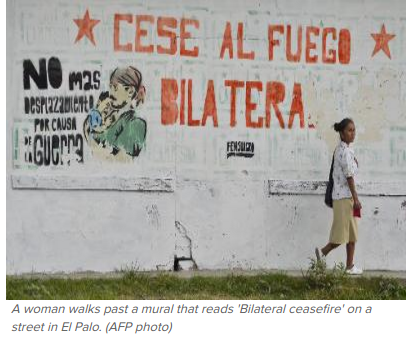 CESE AL FUEGO
BILATERA
No mas
Desplazamiento
POR CAUSA
DE la
GUERRA
A woman walks past a mural that reads 'Bilateral ceasefire' on a
street in El Palo. (AFP photo)